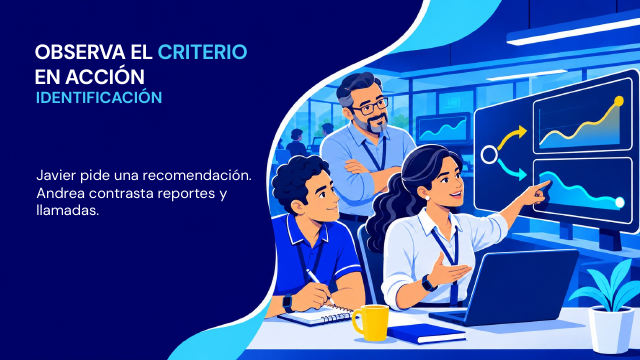 OBSERVA EL CRITERIO
EN ACCIÓN
IDENTIFICACIÓN
Javier pide una recomendación.
Andrea contrasta reportes y
llamadas.